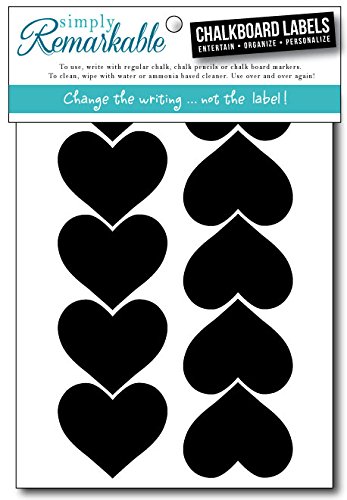 simply
Remarkable
CHALKBOARD LABELS
ENTERTAIN • ORGANIZE • PERSONALIZE
To use, write with regular chalk, chalk pencils or chalk board markers.
To clean, wipe with water or ammonia based cleaner. Use over and over again!
Change the writing ... not the label!